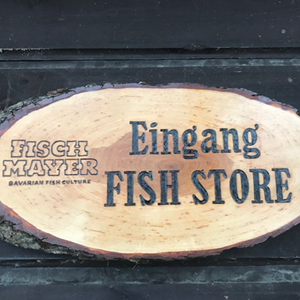 FISCH
MAYER
BAVARIAN FISH CULTURE
Eingang
FISH STORE